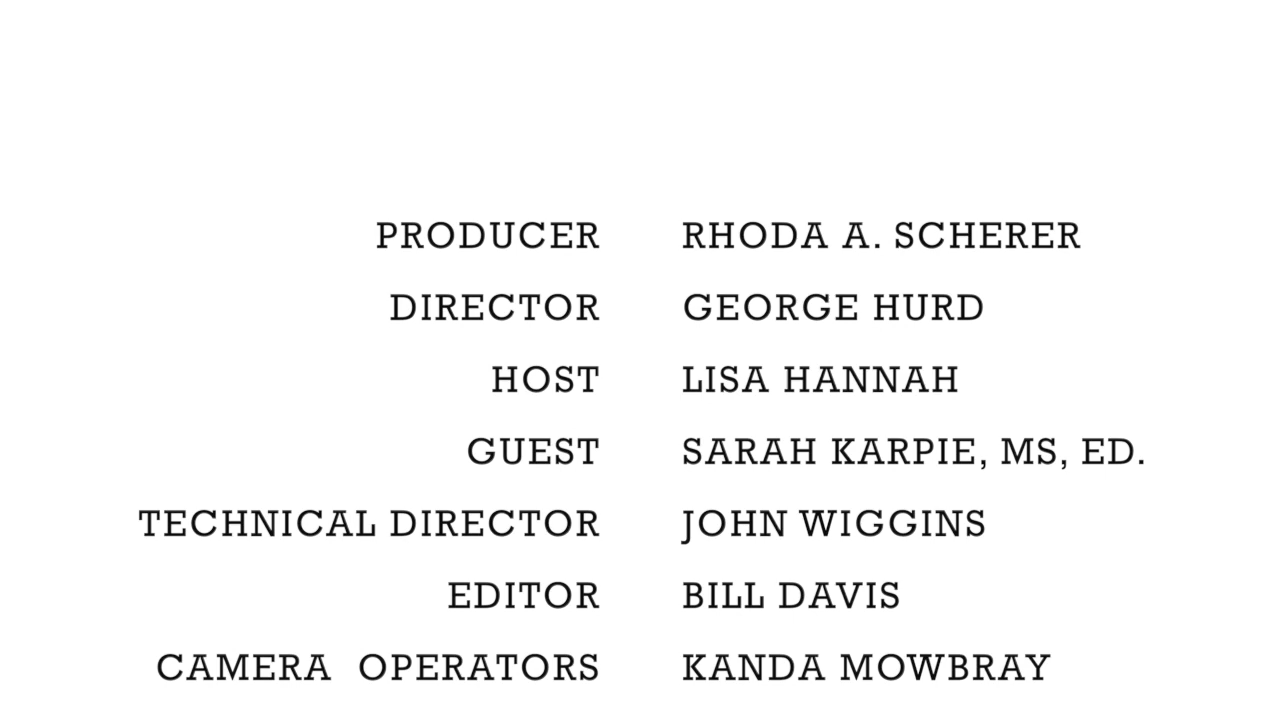 PRODUCER RHODA A. SCHERER
DIRECTOR GEORGE HURD
HOST LISA HANNAH
GUEST SARAH KARPIE, MS, ED.
TECHNICAL DIRECTOR JOHN WIGGINS
EDITOR BILL DAVIS
CAMERA OPERATORS KANDA MOWBRAY